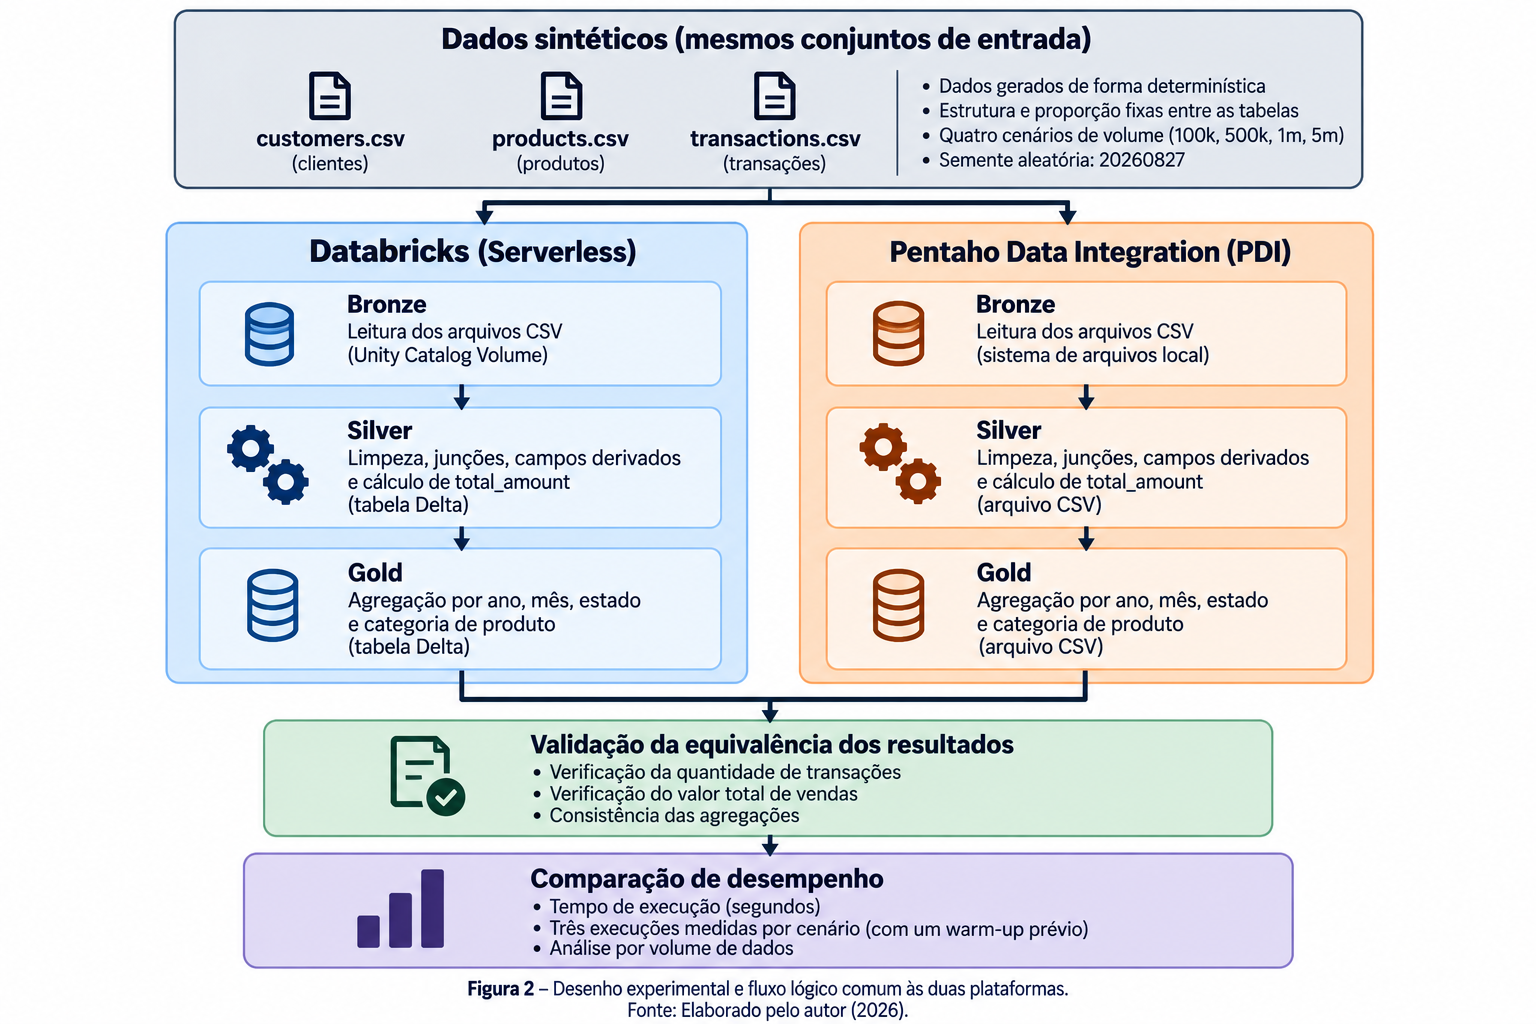 Dados sintéticos (mesmos conjuntos de entrada)
customers.csv
(clientes)
products.csv
(produtos)
transactions.csv
(transações)
• Dados gerados de forma determinística
• Estrutura e proporção fixas entre as tabelas
• Quatro cenários de volume (100k, 500k, 1m, 5m)
• Semente aleatória: 20260827
Databricks (Serverless)
Bronze
Leitura dos arquivos CSV
(Unity Catalog Volume)
Silver
Limpeza, junções, campos derivados
e cálculo de total_amount
(tabela Delta)
Gold
Agregação por ano, mês, estado
e categoria de produto
(tabela Delta)
Pentaho Data Integration (PDI)
Bronze
Leitura dos arquivos CSV
(sistema de arquivos local)
Silver
Limpeza, junções, campos derivados
e cálculo de total_amount
(arquivo CSV)
Gold
Agregação por ano, mês, estado
e categoria de produto
(arquivo CSV)
Validação da equivalência dos resultados
• Verificação da quantidade de transações
• Verificação do valor total de vendas
• Consistência das agregações
Comparação de desempenho
• Tempo de execução (segundos)
• Três execuções medidas por cenário (com um warm-up prévio)
• Análise por volume de dados
Figura 2 – Desenho experimental e fluxo lógico comum às duas plataformas.
Fonte: Elaborado pelo autor (2026).